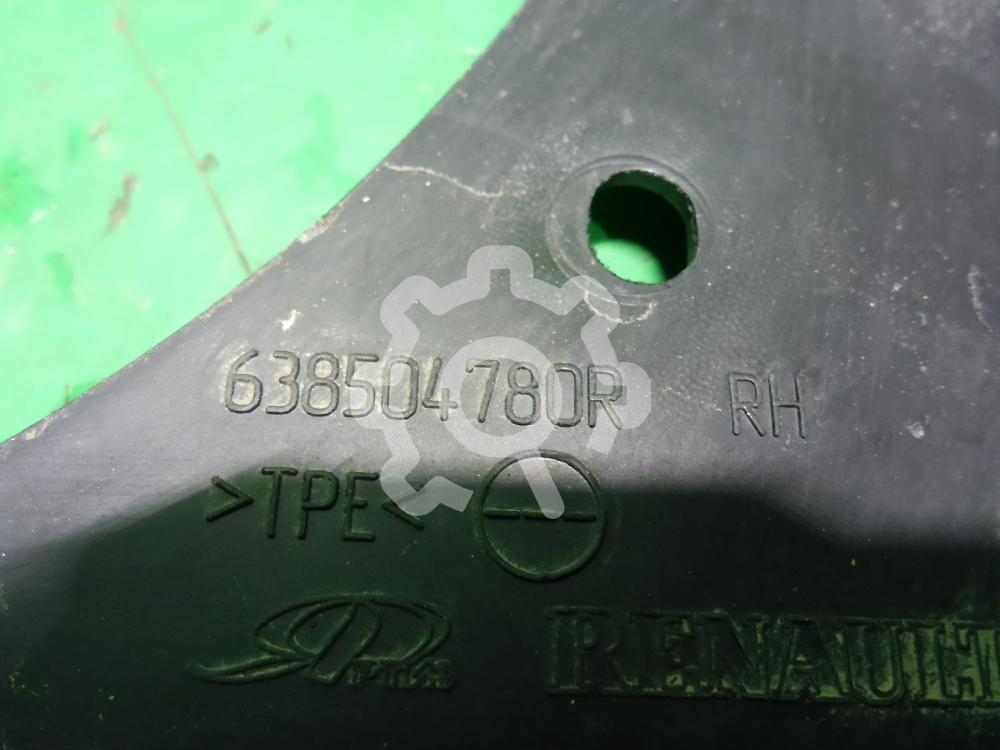 638504780R RH
>TPE<
RENAULT